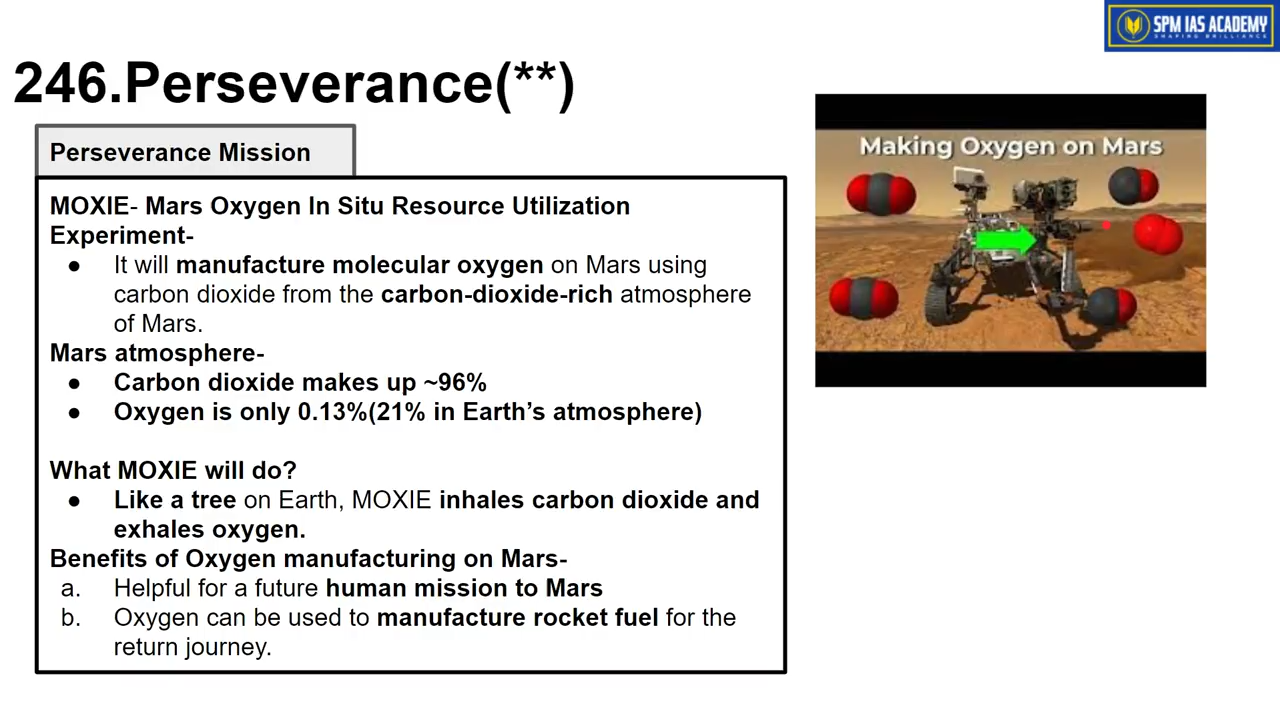 SPM IAS ACADEMY
SHAPING BRILLIANCE
246.Perseverance(**)
Perseverance Mission
MOXIE- Mars Oxygen In Situ Resource Utilization
Experiment-
● It will manufacture molecular oxygen on Mars using
carbon dioxide from the carbon-dioxide-rich atmosphere
of Mars.
Mars atmosphere-
● Carbon dioxide makes up ~96%
● Oxygen is only 0.13%(21% in Earth’s atmosphere)
What MOXIE will do?
● Like a tree on Earth, MOXIE inhales carbon dioxide and
exhales oxygen.
Benefits of Oxygen manufacturing on Mars-
a. Helpful for a future human mission to Mars
b. Oxygen can be used to manufacture rocket fuel for the
return journey.
Making Oxygen on Mars